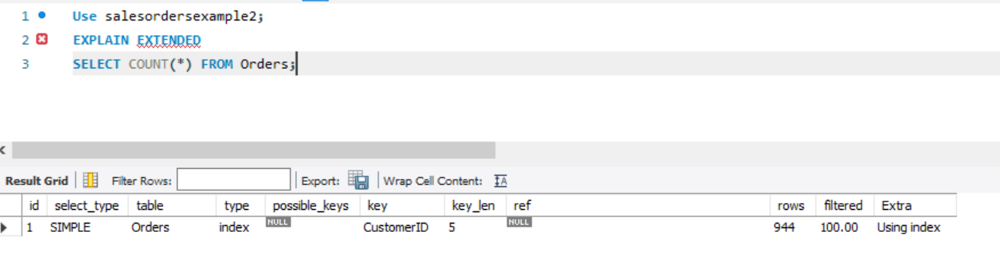 1 Use salesordersexample2;
2 EXPLAIN EXTENDED
3 SELECT COUNT(*) FROM Orders;
Result Grid Filter Rows: Export: Wrap Cell Content: IA
id select_type table type possible_keys key key_len ref rows filtered Extra
1 SIMPLE Orders index NULL CustomerID 5 NULL 944 100.00 Using index